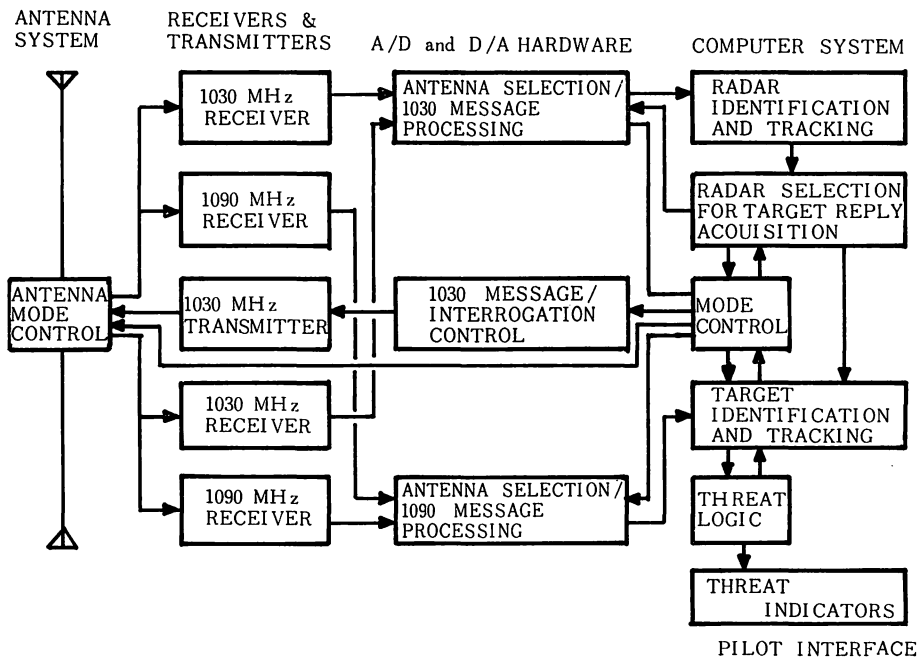 ANTENNA
SYSTEM
RECEIVERS &
TRANSMITTERS
A/D and D/A HARDWARE
COMPUTER SYSTEM
1030 MHz
RECEIVER
ANTENNA SELECTION/
1030 MESSAGE
PROCESSING
RADAR
IDENTIFICATION
AND TRACKING
1090 MHz
RECEIVER
RADAR SELECTION
FOR TARGET REPLY
ACOUISITION
ANTENNA
MODE
CONTROL
1030 MHz
TRANSMITTER
1030 MESSAGE/
INTERROGATION
CONTROL
MODE
CONTROL
1030 MHz
RECEIVER
TARGET
IDENTIFICATION
AND TRACKING
1090 MHz
RECEIVER
ANTENNA SELECTION/
1090 MESSAGE
PROCESSING
THREAT
LOGIC
THREAT
INDICATORS
PILOT INTERFACE